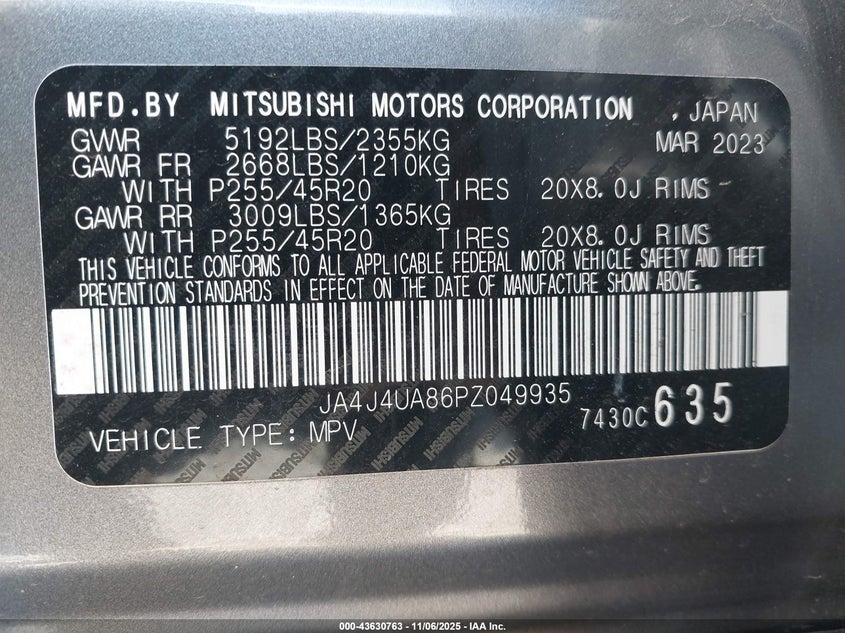 MFD.BY MITSUBISHI MOTORS CORPORATION , JAPAN
GVWR 5192LBS/2355KG MAR 2023
GAWR FR 2668LBS/1210KG
WITH P255/45R20 TIRES 20X8.0J RIMS
GAWR RR 3009LBS/1365KG
WITH P255/45R20 TIRES 20X8.0J RIMS
THIS VEHICLE CONFORMS TO ALL APPLICABLE FEDERAL MOTOR VEHICLE SAFETY AND THEFT
PREVENTION STANDARDS IN EFFECT ON THE DATE OF MANUFACTURE SHOWN ABOVE.
JA4J4UA86PZ049935
7430C635
VEHICLE TYPE: MPV
000-43630763 - 11/06/2025 - IAA Inc.